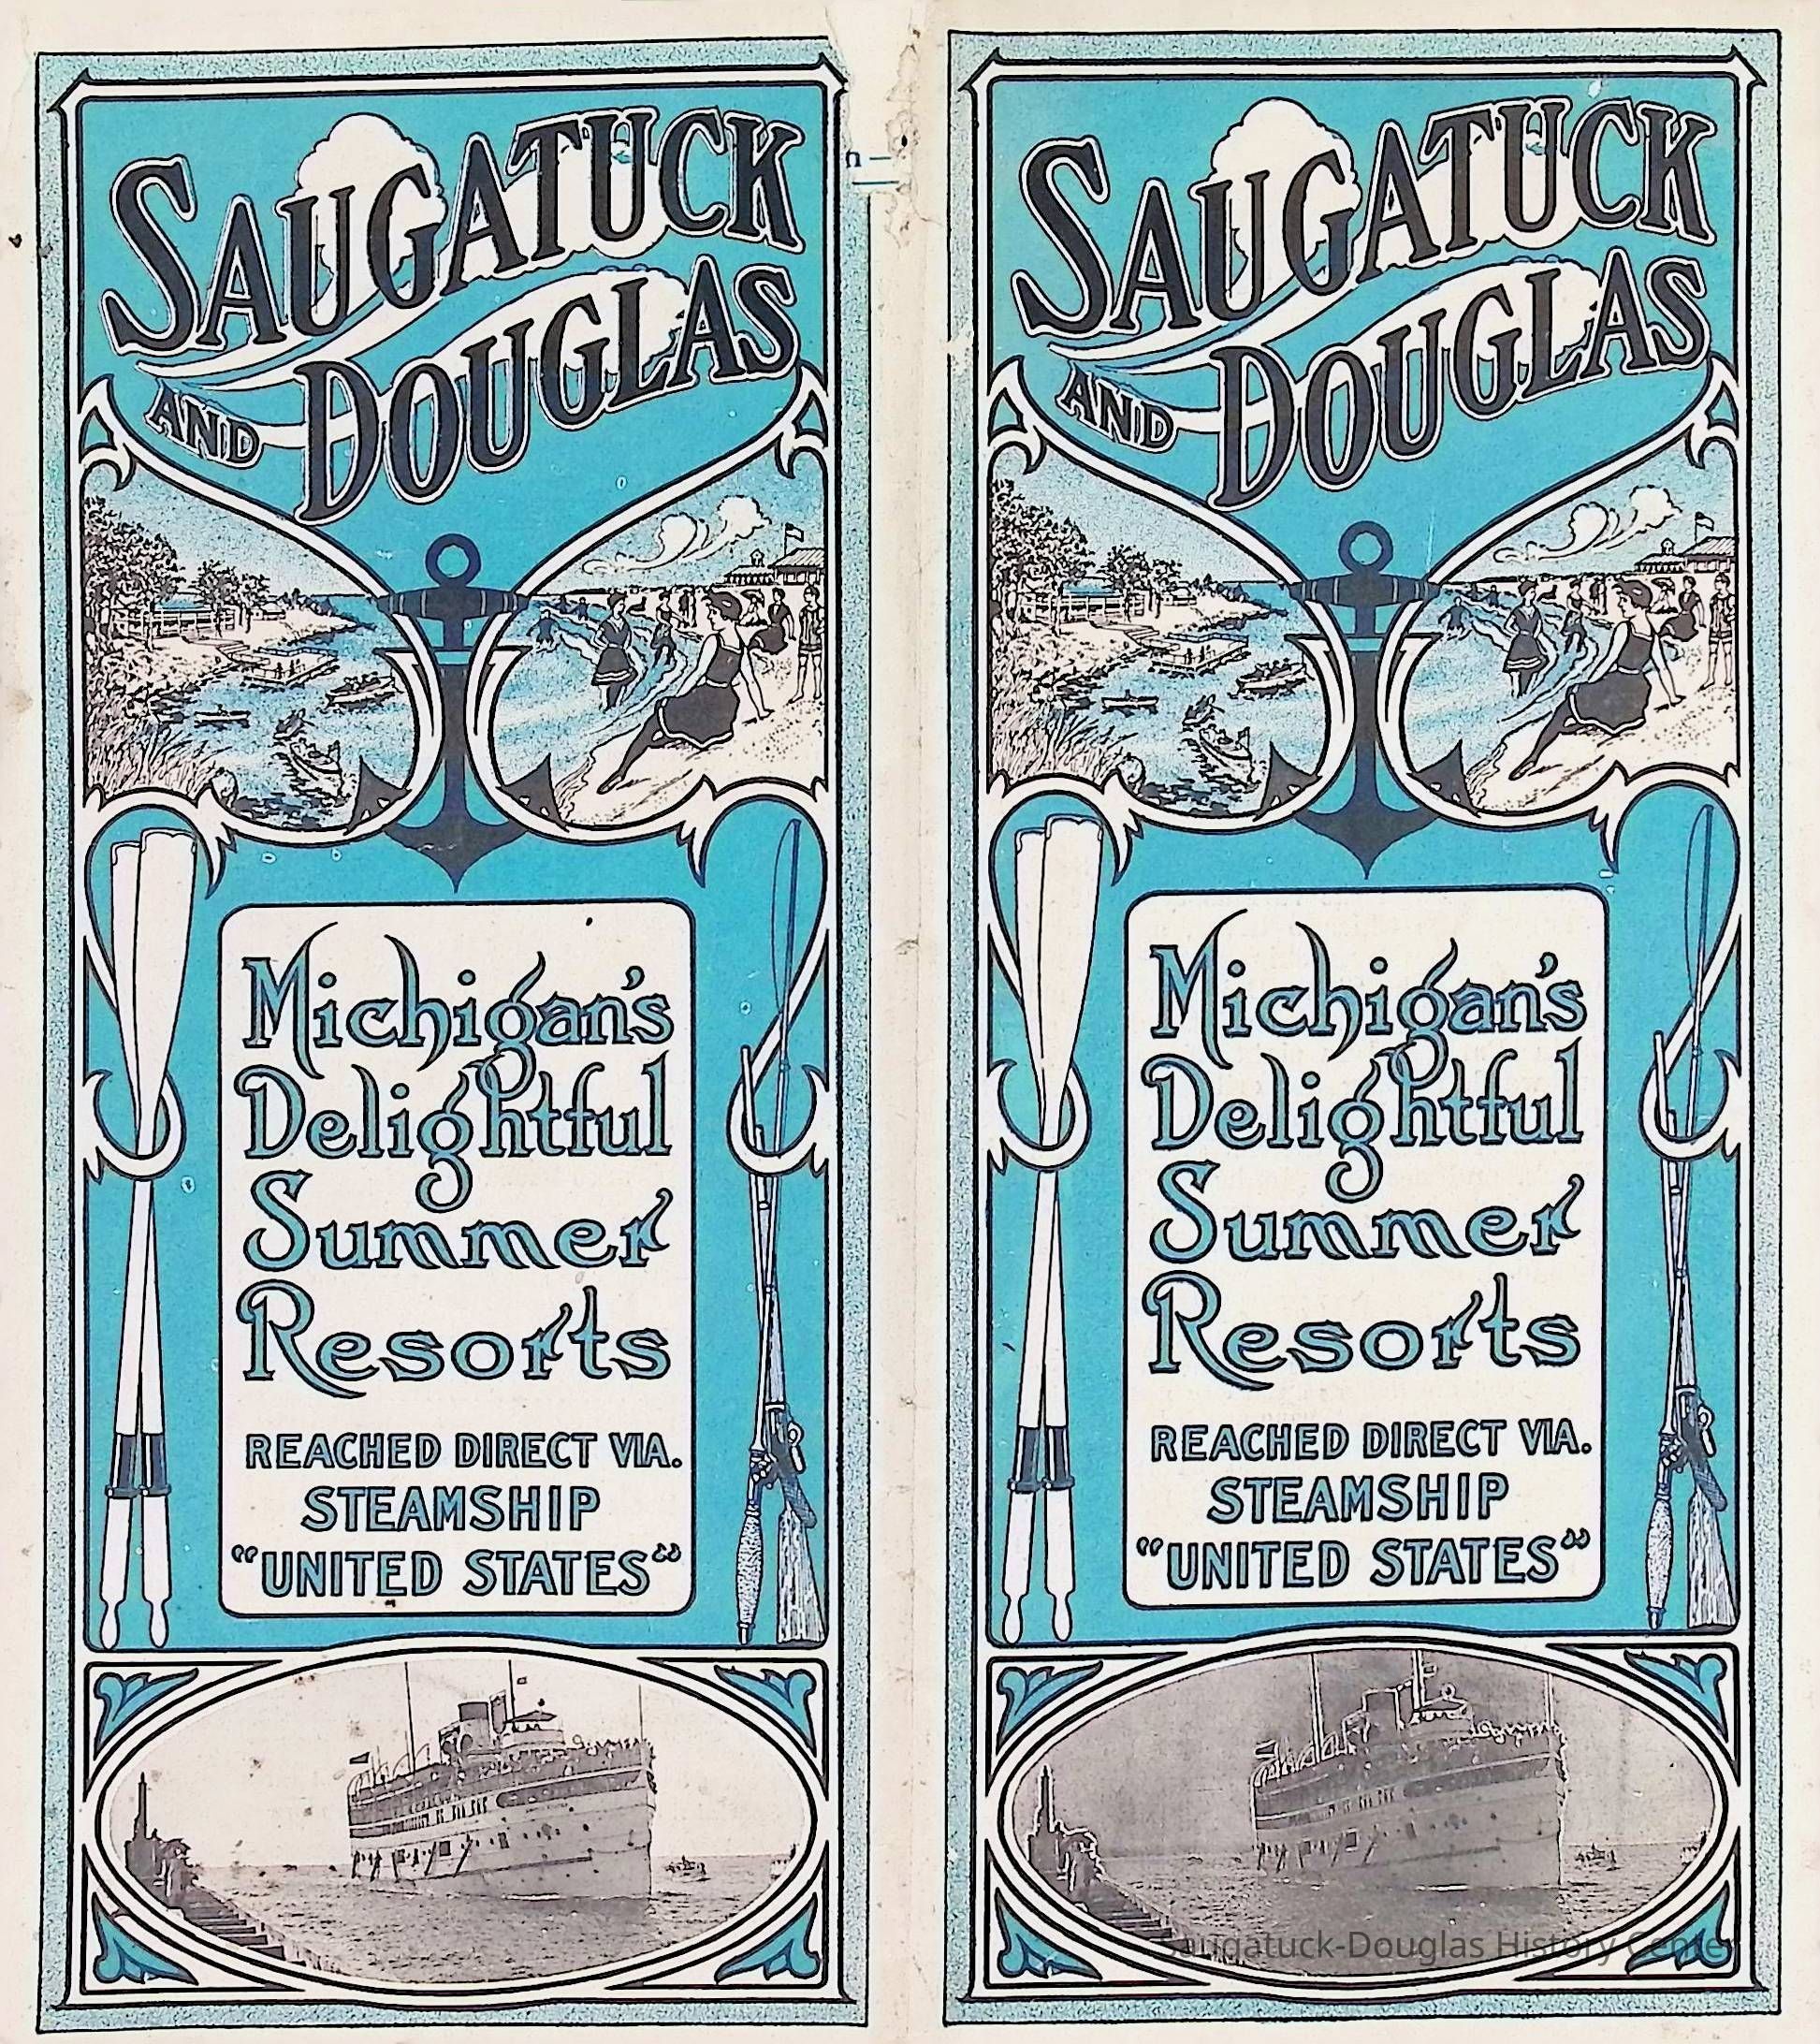 SAUGATUCK
AND DOUGLAS
Michigan's
Delightful
Summer
Resorts
REACHED DIRECT VIA.
STEAMSHIP
"UNITED STATES"
n
SAUGATUCK
AND DOUGLAS
Michigan's
Delightful
Summer
Resorts
REACHED DIRECT VIA.
STEAMSHIP
"UNITED STATES"
Saugatuck-Douglas History Center